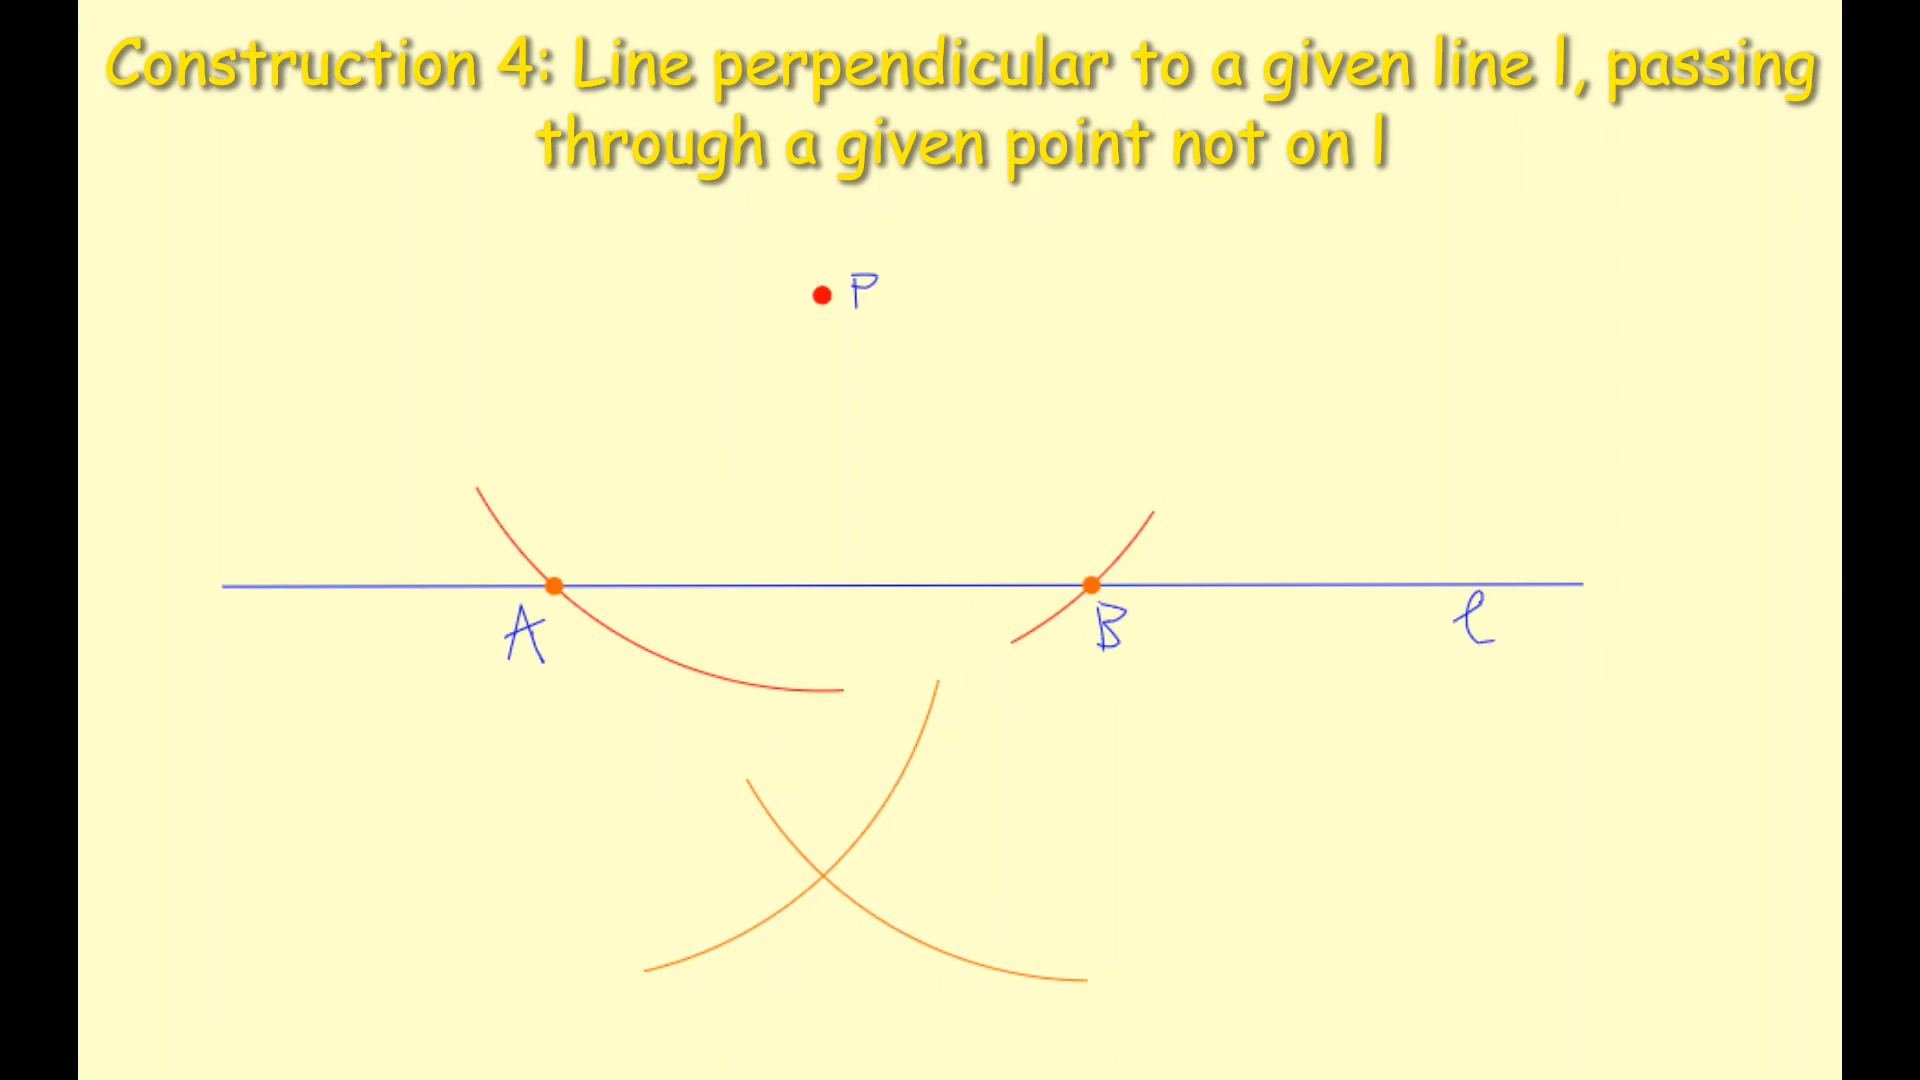 Construction 4: Line perpendicular to a given line l, passing
through a given point not on l
P
A
B
l